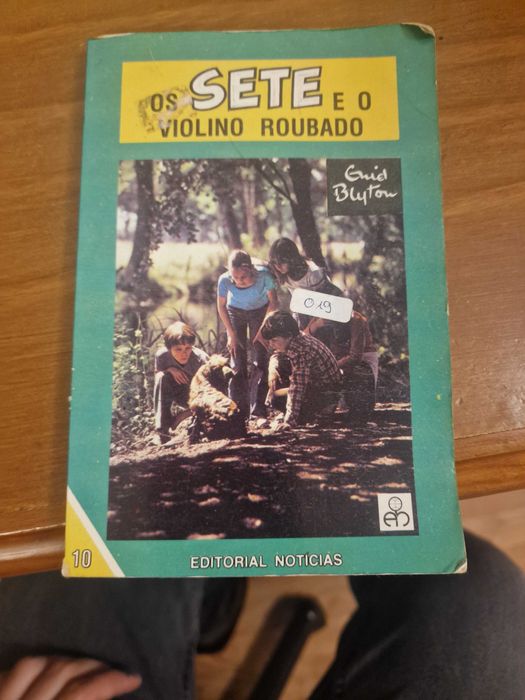 OS SETE E O
VIOLINO ROUBADO
Enid
Blyton
019
10
EDITORIAL NOTÍCIAS